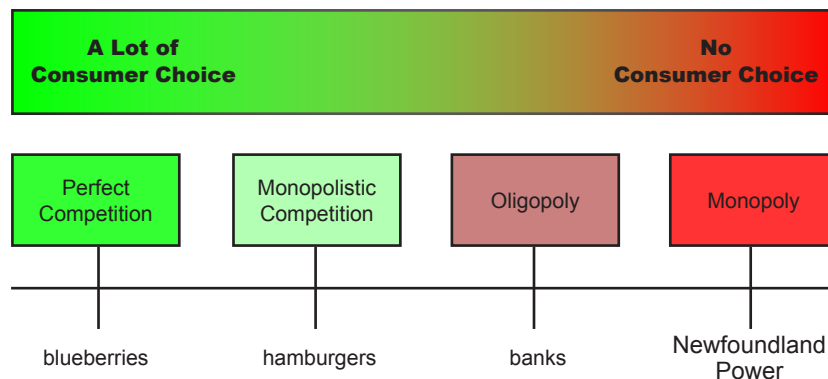 A Lot of
Consumer Choice
No
Consumer Choice
Perfect
Competition
Monopolistic
Competition
Oligopoly
Monopoly
blueberries
hamburgers
banks
Newfoundland
Power